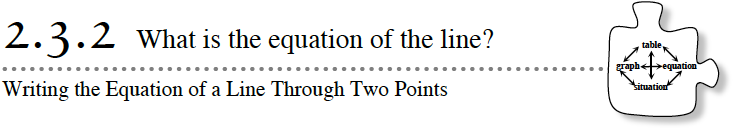 2.3.2 What is the equation of the line?
Writing the Equation of a Line Through Two Points
table
graph equation
situation